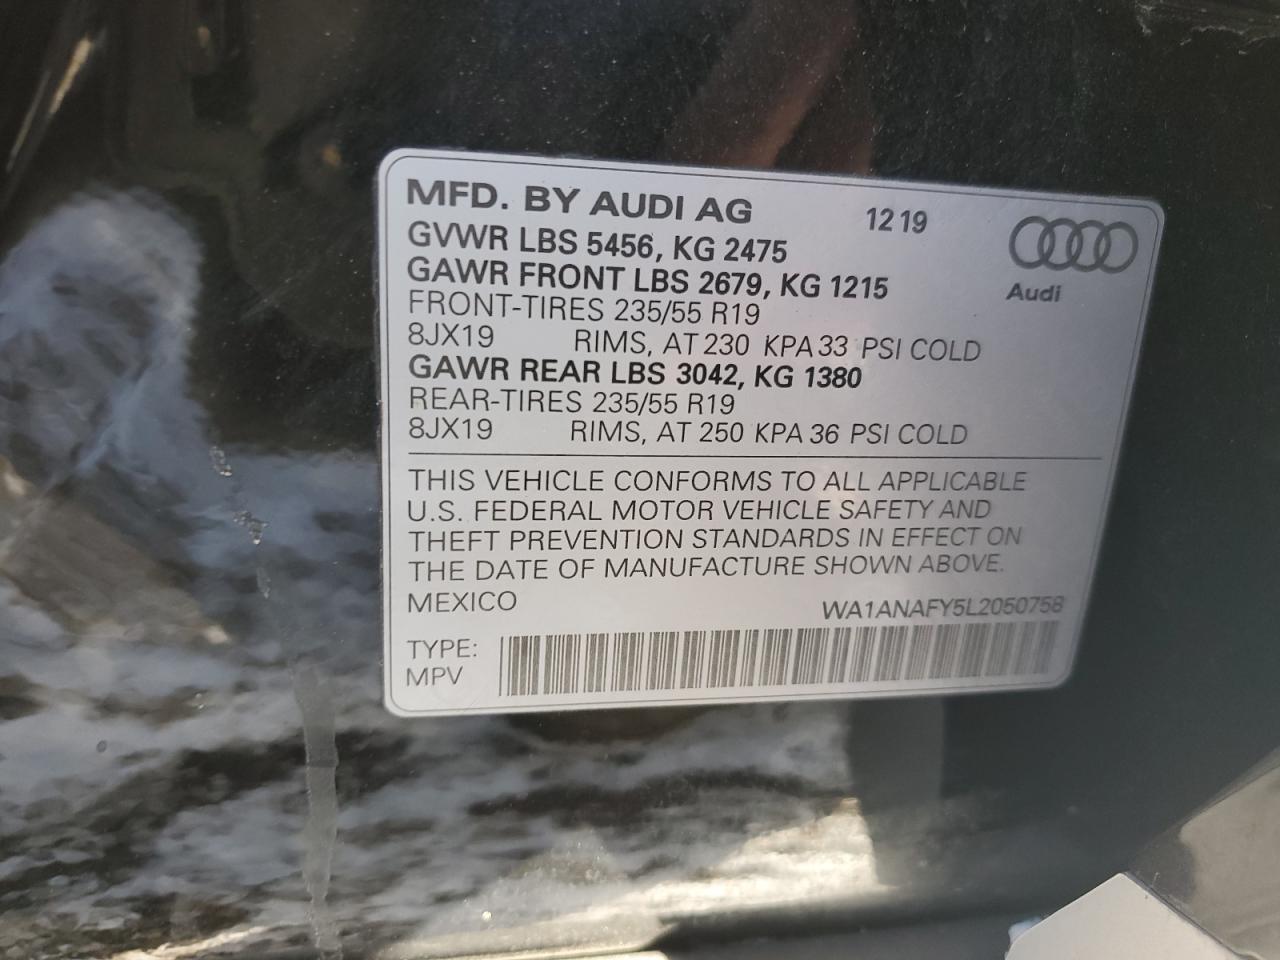 MFD. BY AUDI AG 12 19
GVWR LBS 5456, KG 2475
GAWR FRONT LBS 2679, KG 1215
Audi
FRONT-TIRES 235/55 R19
8JX19 RIMS, AT 230 KPA 33 PSI COLD
GAWR REAR LBS 3042, KG 1380
REAR-TIRES 235/55 R19
8JX19 RIMS, AT 250 KPA 36 PSI COLD
THIS VEHICLE CONFORMS TO ALL APPLICABLE
U.S. FEDERAL MOTOR VEHICLE SAFETY AND
THEFT PREVENTION STANDARDS IN EFFECT ON
THE DATE OF MANUFACTURE SHOWN ABOVE.
MEXICO WA1ANAFY5L2050758
TYPE:
MPV